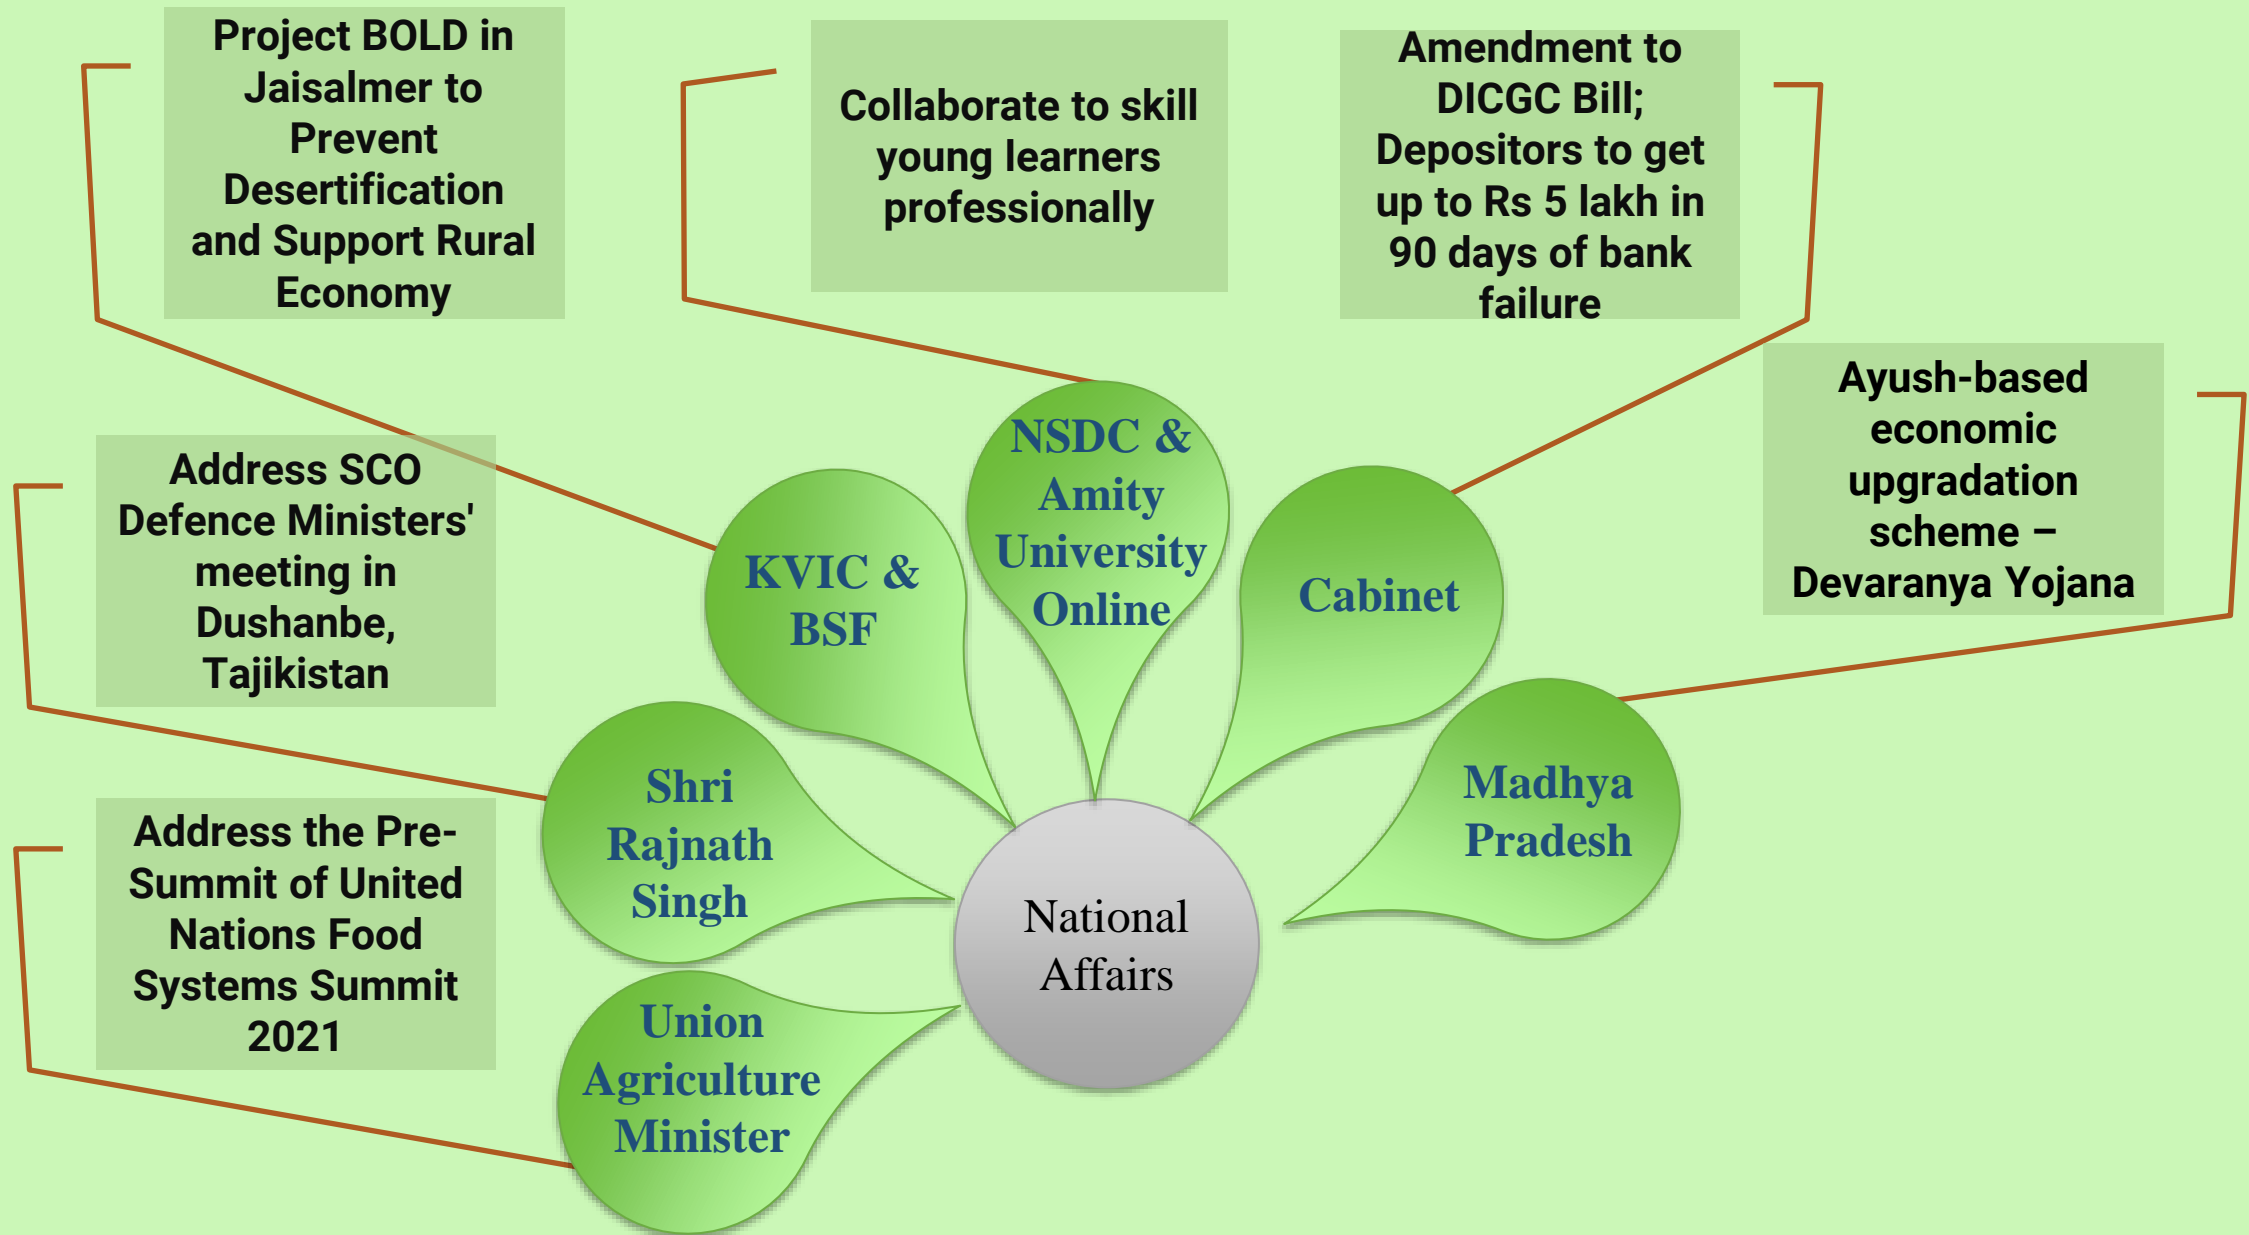 Project BOLD in
Jaisalmer to
Prevent
Desertification
and Support Rural
Economy
Collaborate to skill
young learners
professionally
Amendment to
DICGC Bill;
Depositors to get
up to Rs 5 lakh in
90 days of bank
failure
Ayush-based
economic
upgradation
scheme –
Devaranya Yojana
Address SCO
Defence Ministers'
meeting in
Dushanbe,
Tajikistan
Address the Pre-
Summit of United
Nations Food
Systems Summit
2021
KVIC &
BSF
NSDC &
Amity
University
Online
Cabinet
Madhya
Pradesh
Shri
Rajnath
Singh
Union
Agriculture
Minister
National
Affairs